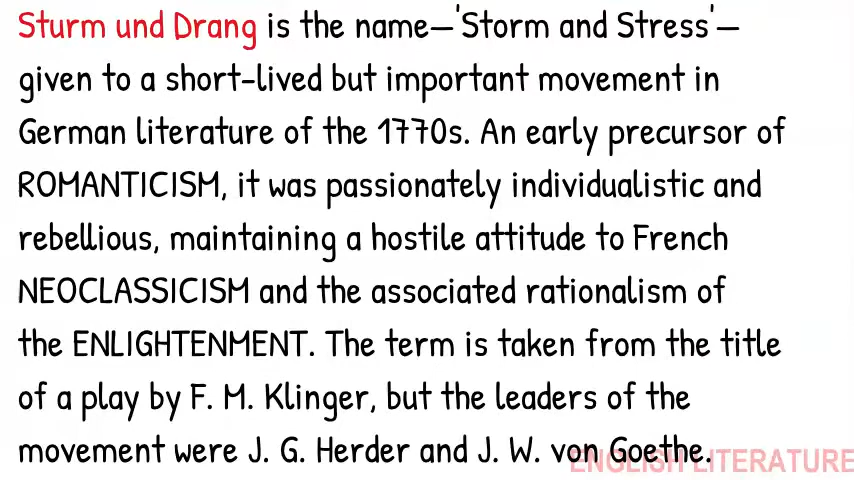 Sturm und Drang is the name—'Storm and Stress'—
given to a short-lived but important movement in
German literature of the 1770s. An early precursor of
ROMANTICISM, it was passionately individualistic and
rebellious, maintaining a hostile attitude to French
NEOCLASSICISM and the associated rationalism of
the ENLIGHTENMENT. The term is taken from the title
of a play by F. M. Klinger, but the leaders of the
movement were J. G. Herder and J. W. von Goethe.
ENGLISH LITERATURE